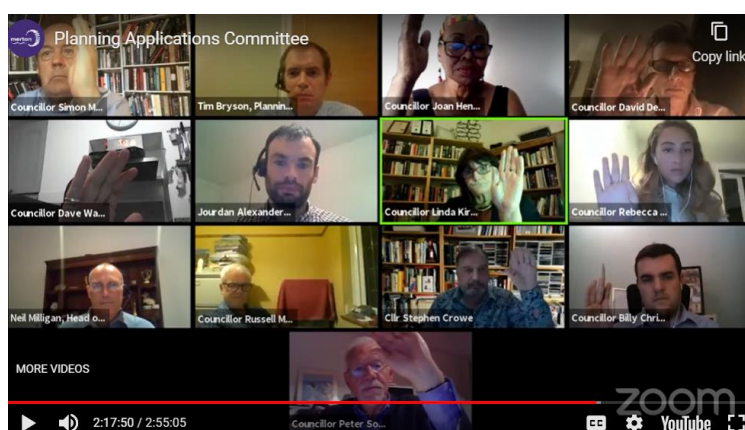 merton
Planning Applications Committee
Copy link
Councillor Simon M...
Tim Bryson, Plannin...
Councillor Joan Hen...
Councillor David De...
Councillor Dave Wa...
Jourdan Alexander...
Councillor Linda Kir...
Councillor Rebecca ...
Neil Milligan, Head o...
Councillor Russell M...
Cllr Stephen Crowe
Councillor Billy Chri...
MORE VIDEOS
Councillor Peter So...
zoom
2:17:50 / 2:55:05
CC
YouTube